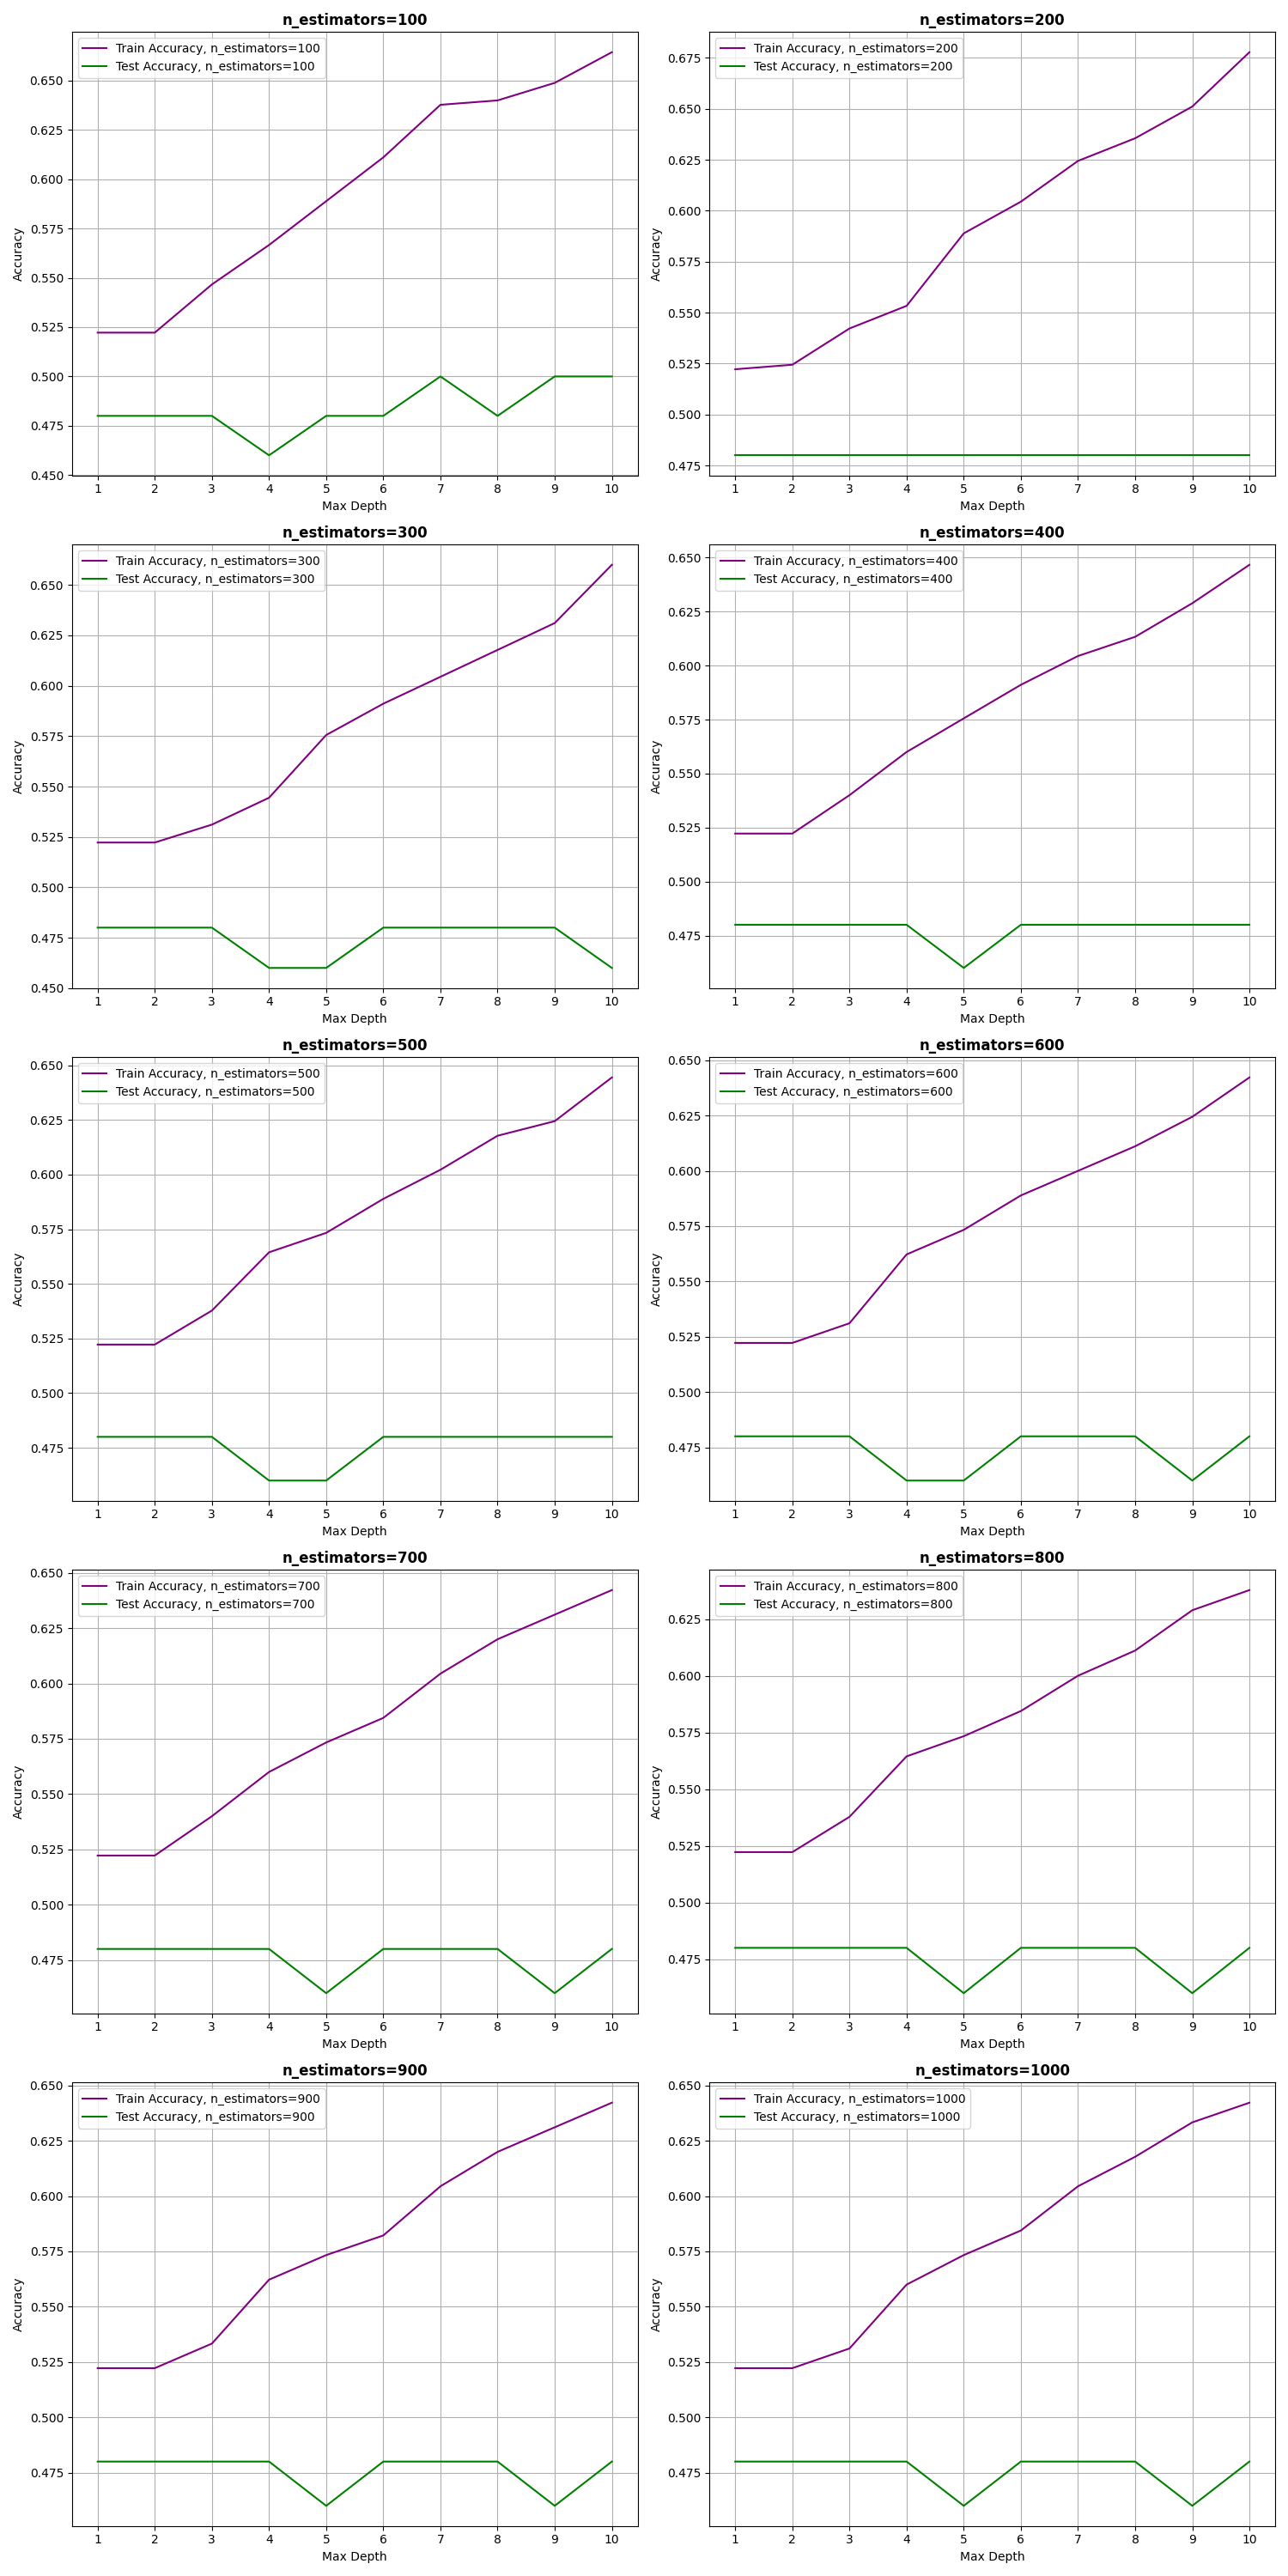 n_estimators=100
Train Accuracy, n_estimators=100
Test Accuracy, n_estimators=100
0.650
0.625
0.600
0.575
0.550
0.525
0.500
0.475
0.450
Accuracy
1 2 3 4 5 6 7 8 9 10
Max Depth
n_estimators=200
Train Accuracy, n_estimators=200
Test Accuracy, n_estimators=200
0.675
0.650
0.625
0.600
0.575
0.550
0.525
0.500
0.475
Accuracy
1 2 3 4 5 6 7 8 9 10
Max Depth
n_estimators=300
Train Accuracy, n_estimators=300
Test Accuracy, n_estimators=300
0.650
0.625
0.600
0.575
0.550
0.525
0.500
0.475
0.450
Accuracy
1 2 3 4 5 6 7 8 9 10
Max Depth
n_estimators=400
Train Accuracy, n_estimators=400
Test Accuracy, n_estimators=400
0.650
0.625
0.600
0.575
0.550
0.525
0.500
0.475
Accuracy
1 2 3 4 5 6 7 8 9 10
Max Depth
n_estimators=500
Train Accuracy, n_estimators=500
Test Accuracy, n_estimators=500
0.650
0.625
0.600
0.575
0.550
0.525
0.500
0.475
Accuracy
1 2 3 4 5 6 7 8 9 10
Max Depth
n_estimators=600
Train Accuracy, n_estimators=600
Test Accuracy, n_estimators=600
0.650
0.625
0.600
0.575
0.550
0.525
0.500
0.475
Accuracy
1 2 3 4 5 6 7 8 9 10
Max Depth
n_estimators=700
Train Accuracy, n_estimators=700
Test Accuracy, n_estimators=700
0.650
0.625
0.600
0.575
0.550
0.525
0.500
0.475
Accuracy
1 2 3 4 5 6 7 8 9 10
Max Depth
n_estimators=800
Train Accuracy, n_estimators=800
Test Accuracy, n_estimators=800
0.625
0.600
0.575
0.550
0.525
0.500
0.475
Accuracy
1 2 3 4 5 6 7 8 9 10
Max Depth
n_estimators=900
Train Accuracy, n_estimators=900
Test Accuracy, n_estimators=900
0.650
0.625
0.600
0.575
0.550
0.525
0.500
0.475
Accuracy
1 2 3 4 5 6 7 8 9 10
Max Depth
n_estimators=1000
Train Accuracy, n_estimators=1000
Test Accuracy, n_estimators=1000
0.650
0.625
0.600
0.575
0.550
0.525
0.500
0.475
Accuracy
1 2 3 4 5 6 7 8 9 10
Max Depth